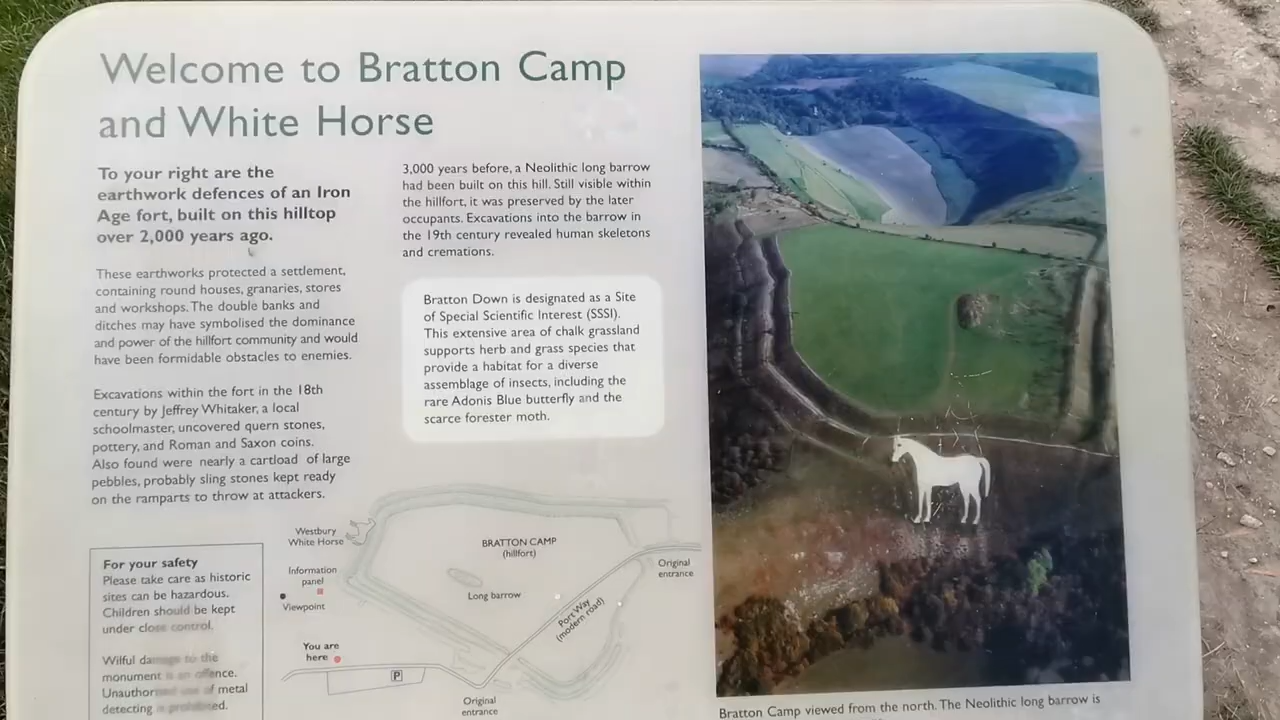 Welcome to Bratton Camp
and White Horse
To your right are the
earthwork defences of an Iron
Age fort, built on this hilltop
over 2,000 years ago.
These earthworks protected a settlement,
containing round houses, granaries, stores
and workshops. The double banks and
ditches may have symbolised the dominance
and power of the hillfort community and would
have been formidable obstacles to enemies.
Excavations within the fort in the 18th
century by Jeffrey Whitaker, a local
schoolmaster, uncovered quern stones,
pottery, and Roman and Saxon coins.
Also found were nearly a cartload of large
pebbles, probably sling stones kept ready
on the ramparts to throw at attackers.
3,000 years before, a Neolithic long barrow
had been built on this hill. Still visible within
the hillfort, it was preserved by the later
occupants. Excavations into the barrow in
the 19th century revealed human skeletons
and cremations.
Bratton Down is designated as a Site
of Special Scientific Interest (SSSI).
This extensive area of chalk grassland
supports herb and grass species that
provide a habitat for a diverse
assemblage of insects, including the
rare Adonis Blue butterfly and the
scarce forester moth.
For your safety
Please take care as historic
sites can be hazardous.
Children should be kept
under close control.
Wilful damage to the
monument is an offence.
Unauthorised use of metal
detecting is prohibited.
Westbury
White Horse
Information
panel
Viewpoint
You are
here
P
BRATTON CAMP
(hillfort)
Long barrow
Port Way
(modern road)
Original
entrance
Original
entrance
Bratton Camp viewed from the north. The Neolithic long barrow is